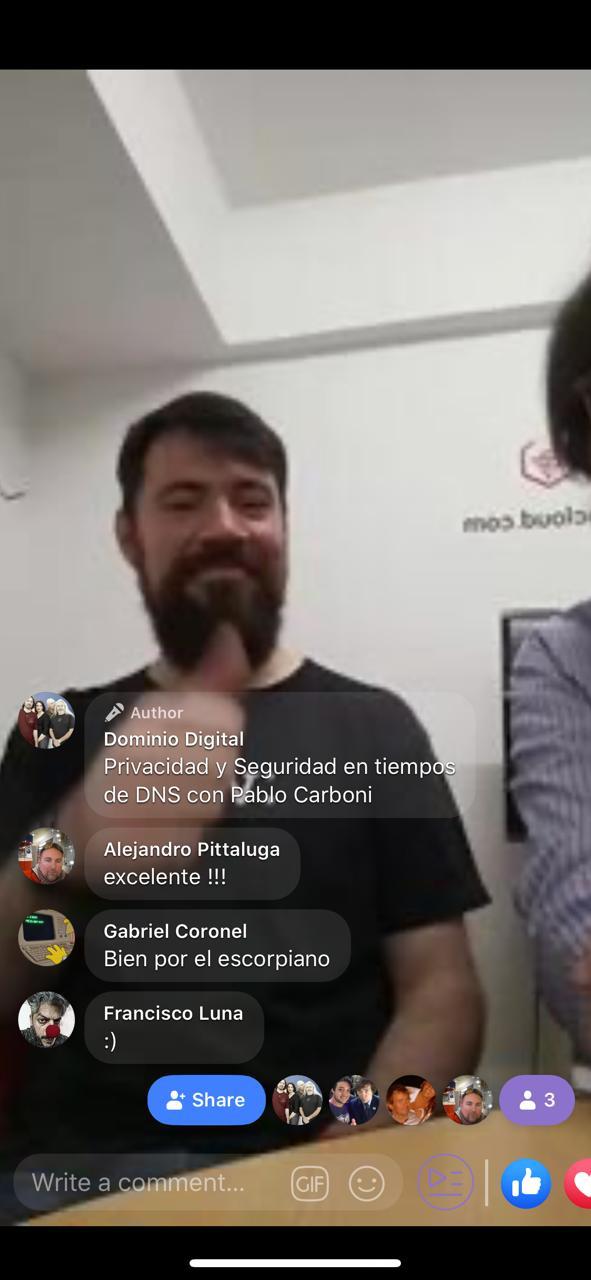 cloud.com
Author
Dominio Digital
Privacidad y Seguridad en tiempos
de DNS con Pablo Carboni
Alejandro Pittaluga
excelente !!!
Gabriel Coronel
Bien por el escorpiano
Francisco Luna
:)
Share
3
Write a comment...
GIF